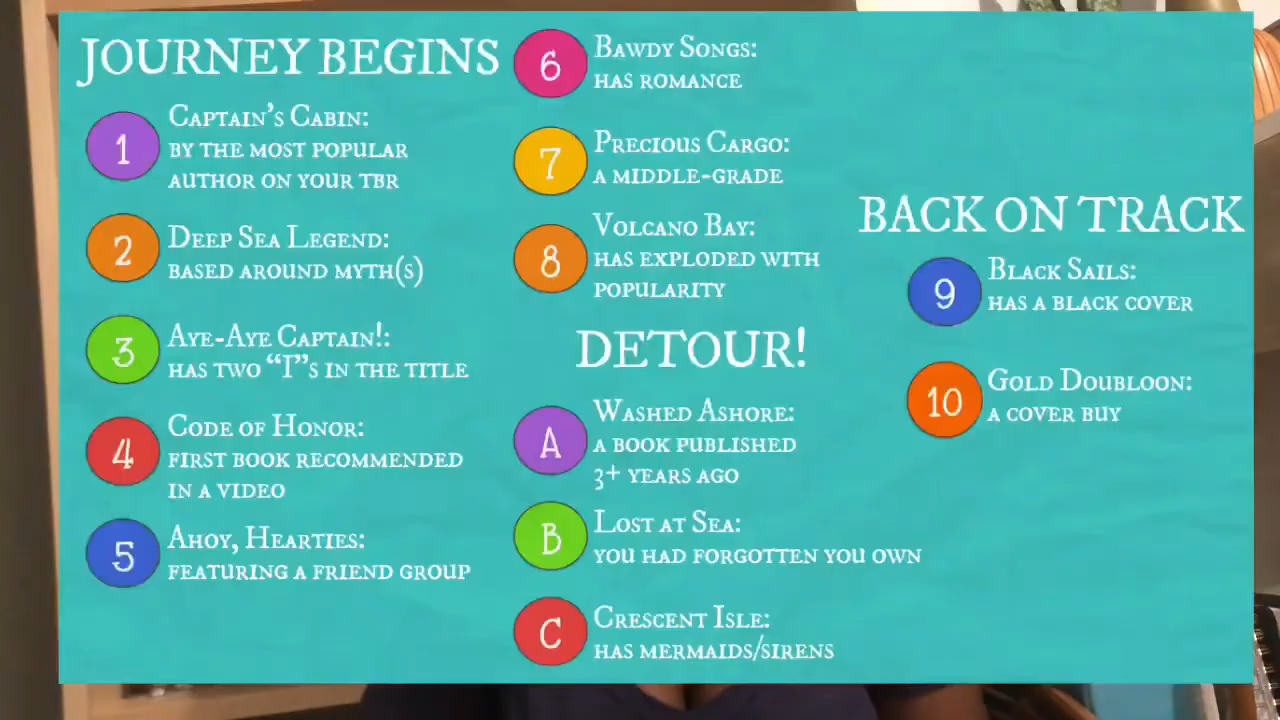 JOURNEY BEGINS
1
Captain's Cabin:
by the most popular
author on your TBR
2
Deep Sea Legend:
based around myth(s)
3
Aye-Aye Captain!:
has two "I"s in the title
4
Code of Honor:
first book recommended
in a video
5
Ahoy, Hearties:
featuring a friend group
6
Bawdy Songs:
has romance
7
Precious Cargo:
a middle-grade
8
Volcano Bay:
has exploded with
popularity
DETOUR!
A
Washed Ashore:
a book published
3+ years ago
B
Lost at Sea:
you had forgotten you own
C
Crescent Isle:
has mermaids/sirens
BACK ON TRACK
9
Black Sails:
has a black cover
10
Gold Doubloon:
a cover buy